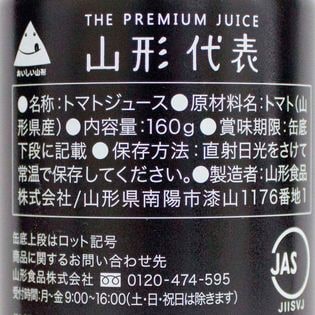 THE PREMIUM JUICE
おいしい山形
山形代表
●名称:トマトジュース●原材料名:トマト(山
形県産)●内容量:160g●賞味期限:缶底
下段に記載 ●保存方法:直射日光をさけて
常温で保存してください。●製造者:山形食品
株式会社/山形県南陽市漆山1176番地1
缶底上段はロット記号
商品に関するお問い合わせ先
山形食品株式会社 0120-474-595
受付時間:月~金9:00~16:00(土・日・祝日は除きます)
JAS
JIISVJ